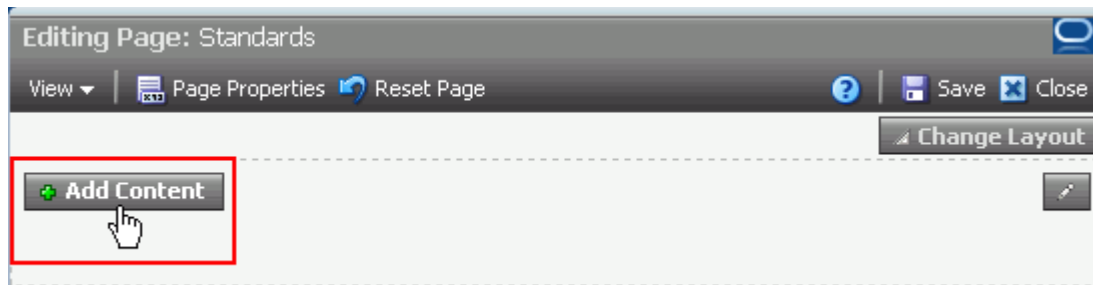 Editing Page: Standards
View Page Properties Reset Page ? Save Close
Change Layout
Add Content